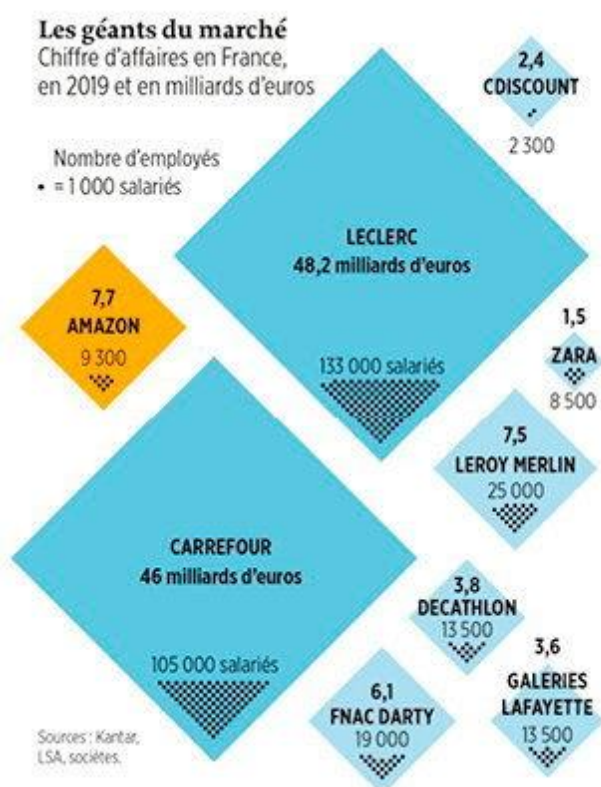 Les géants du marché
Chiffre d'affaires en France,
en 2019 et en milliards d'euros
Nombre d'employés
• = 1 000 salariés
2,4
CDISCOUNT
2 300
LECLERC
48,2 milliards d'euros
133 000 salariés
7,7
AMAZON
9 300
1,5
ZARA
8 500
7,5
LEROY MERLIN
25 000
CARREFOUR
46 milliards d'euros
105 000 salariés
3,8
DECATHLON
13 500
3,6
GALERIES
LAFAYETTE
13 500
6,1
FNAC DARTY
19 000
Sources : Kantar,
LSA, sociétes.